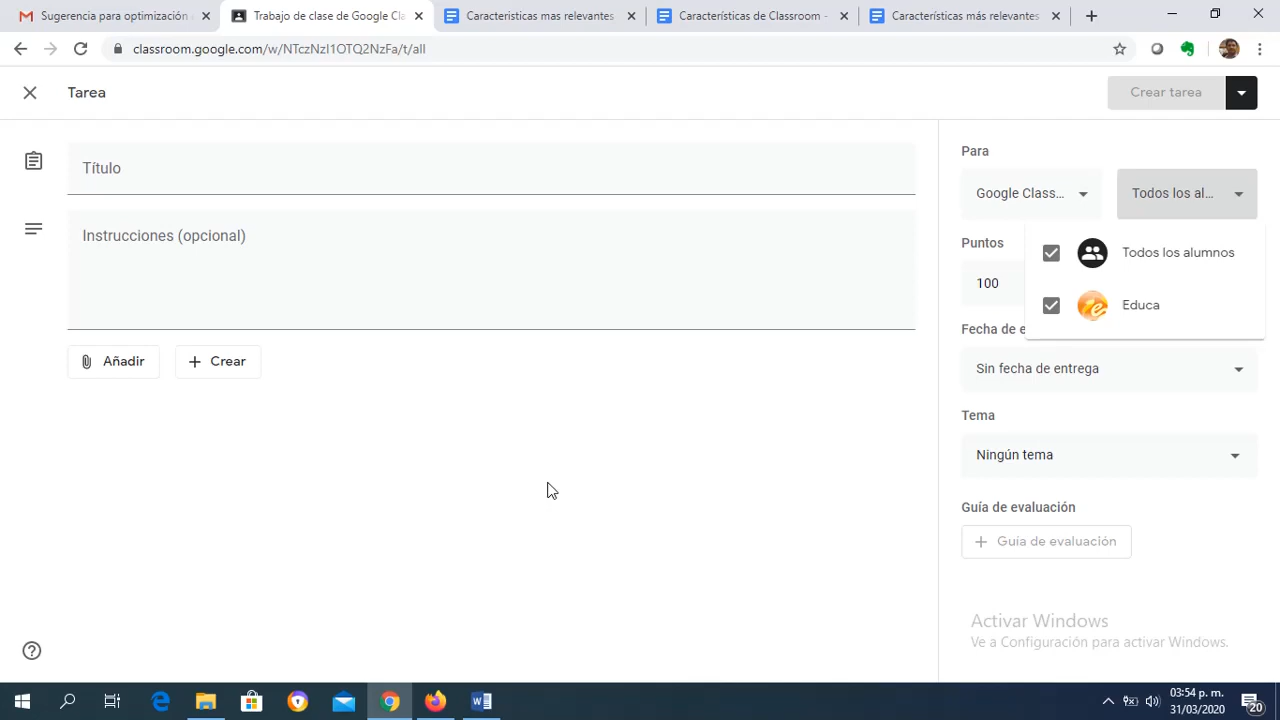 Sugerencia para optimización
Trabajo de clase de Google Cla
Características mas relevantes
Características de Classroom -
Características más relevantes
classroom.google.com/w/NTczNzI1OTQ2NzFa/t/all
Tarea
Crear tarea
Título
Instrucciones (opcional)
Añadir
Crear
Para
Google Class...
Todos los al...
Todos los alumnos
Educa
Puntos
100
Fecha de e
Sin fecha de entrega
Tema
Ningún tema
Guía de evaluación
Guía de evaluación
Activar Windows
Ve a Configuración para activar Windows.
03:54 p. m.
31/03/2020
20